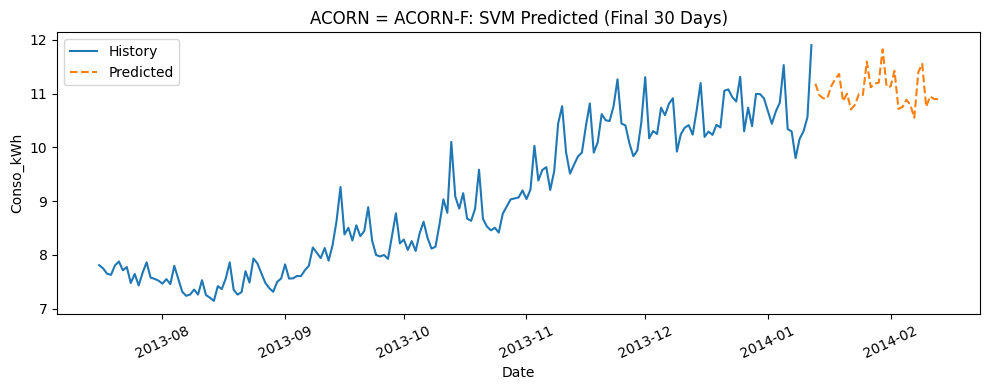 ACORN = ACORN-F: SVM Predicted (Final 30 Days)
History
Predicted
Conso_kWh
12
11
10
9
8
7
2013-08
2013-09
2013-10
2013-11
2013-12
2014-01
2014-02
Date